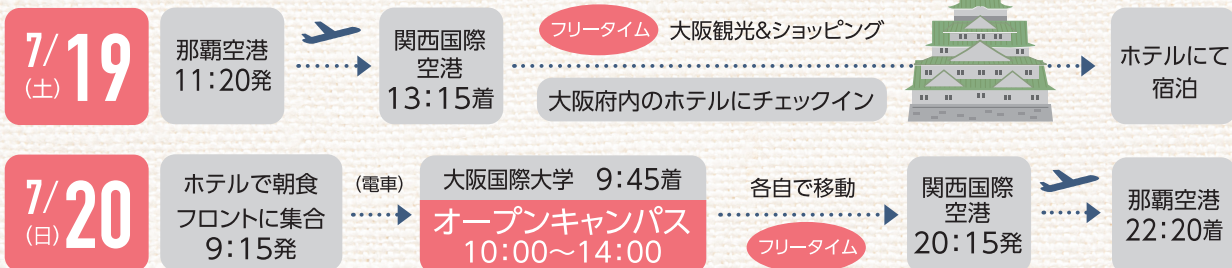 7/19
(土)
那覇空港
11:20発
関西国際
空港
13:15着
フリータイム
大阪観光&ショッピング
大阪府内のホテルにチェックイン
ホテルにて
宿泊
7/20
(日)
ホテルで朝食
フロントに集合
9:15発
(電車)
大阪国際大学 9:45着
オープンキャンパス
10:00〜14:00
各自で移動
フリータイム
関西国際
空港
20:15発
那覇空港
22:20着